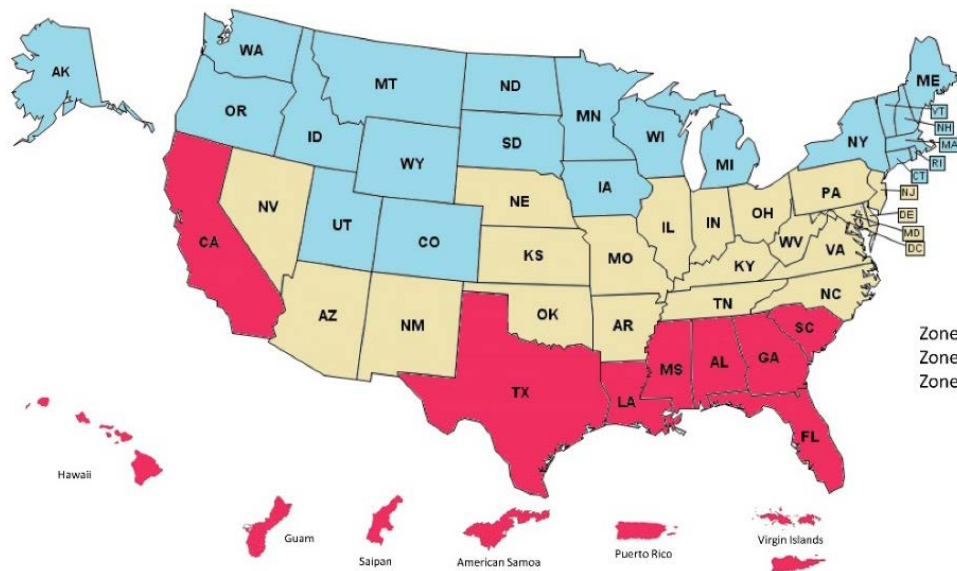 AK
WA
MT
ND
MN
ME
VT
NH
MA
RI
CT
OR
ID
WY
SD
WI
MI
NY
NV
UT
CO
NE
IA
IL
IN
OH
PA
NJ
DE
MD
DC
CA
AZ
NM
KS
OK
MO
AR
KY
WV
VA
TN
NC
TX
LA
MS
AL
GA
SC
FL
Zone
Zone
Zone
Hawaii
Guam
Saipan
American Samoa
Puerto Rico
Virgin Islands